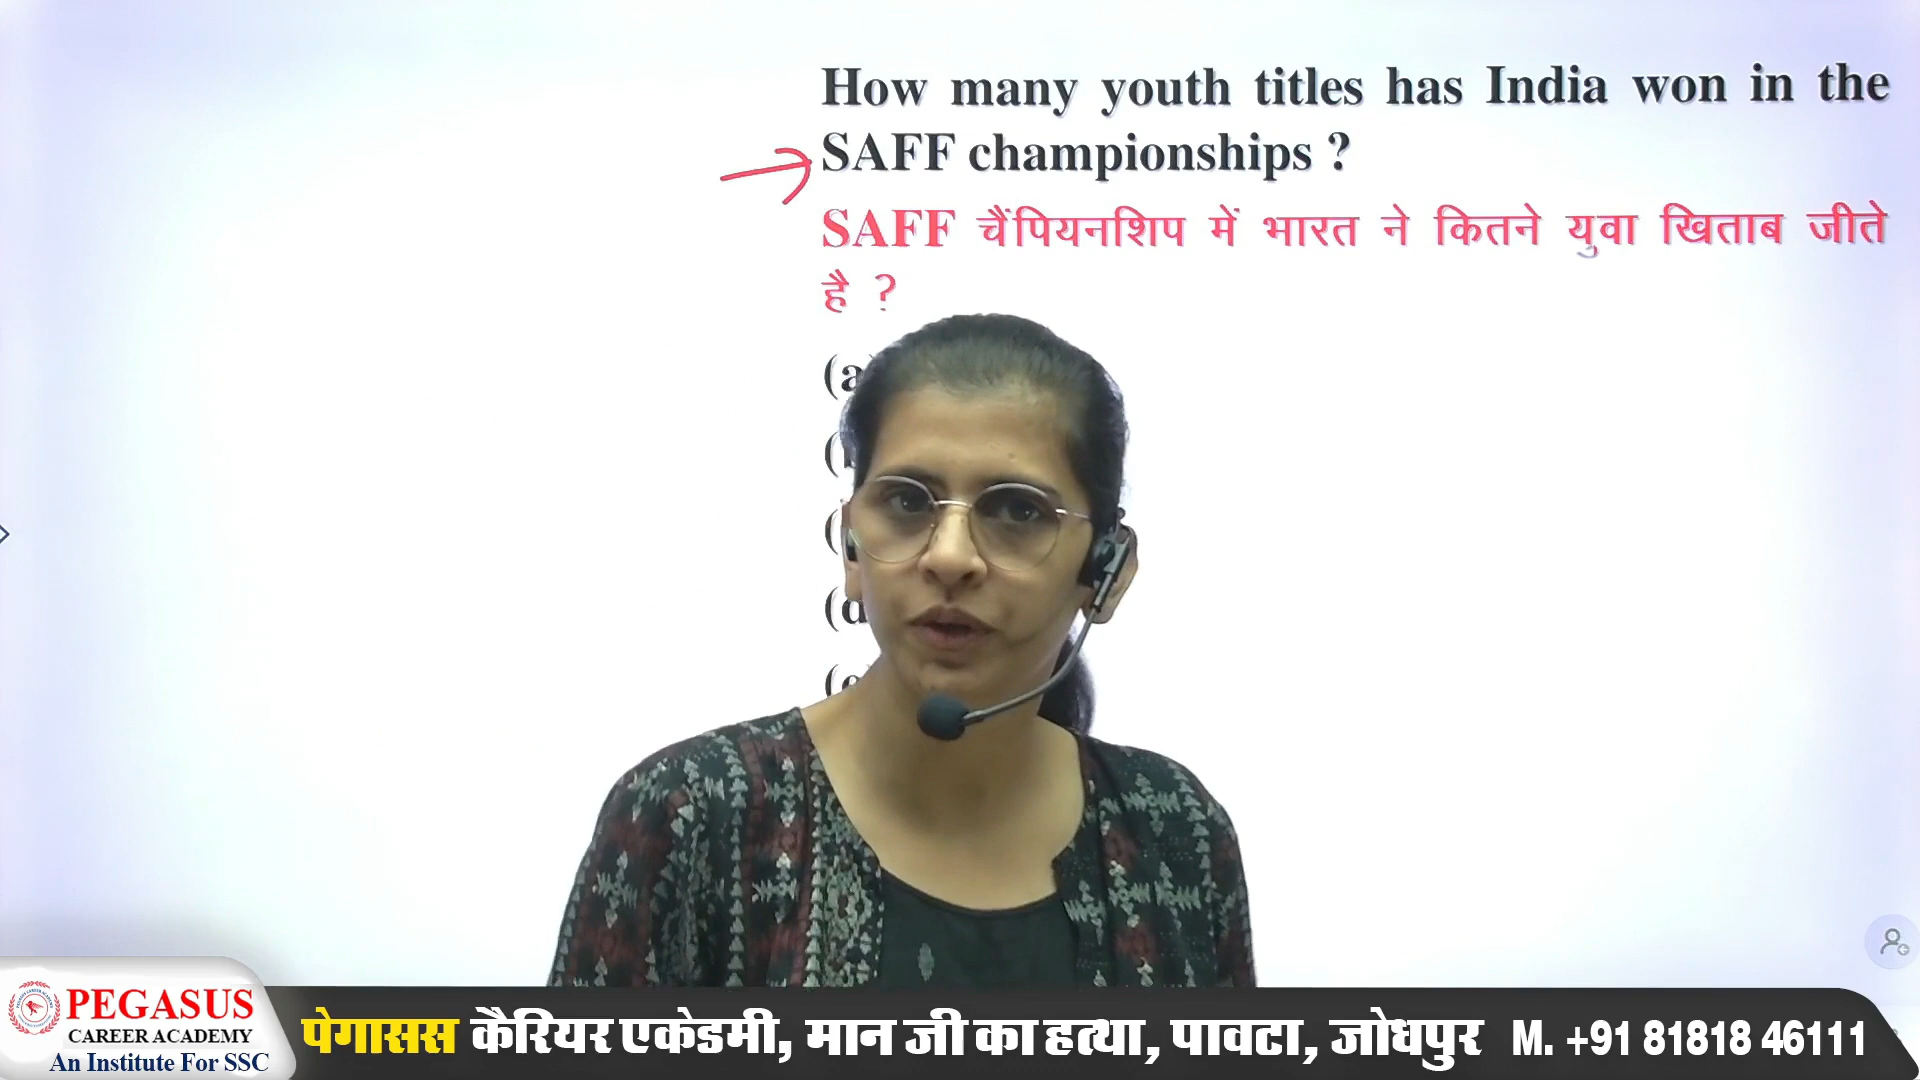 How many youth titles has India won in the
SAFF championships ?
SAFF चैंपियनशिप में भारत ने कितने युवा खिताब जीते
है ?
(a
(
(
(d
(
PEGASUS
CAREER ACADEMY
An Institute For SSC
पेगासस कैरियर एकेडमी, मान जी का हत्था, पावटा, जोधपुर M. +91 81818 46111